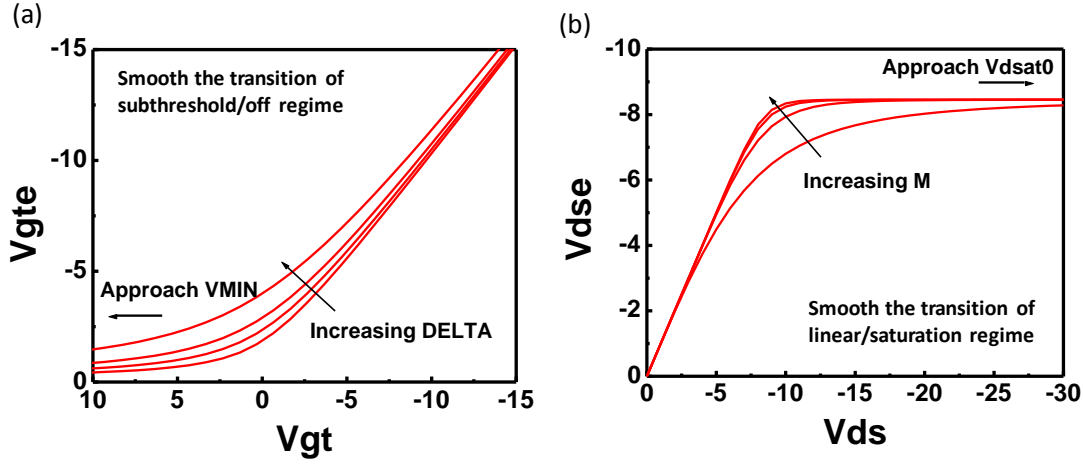 (a)
-15
-10
-5
0
Vgte
Smooth the transition of
subthreshold/off regime
Approach VMIN
Increasing DELTA
10
5
0
-5
-10
-15
Vgt
(b)
-10
-8
-6
-4
-2
0
Vdse
Approach Vdsat0
Increasing M
Smooth the transition of
linear/saturation regime
0
-5
-10
-15
-20
-25
-30
Vds